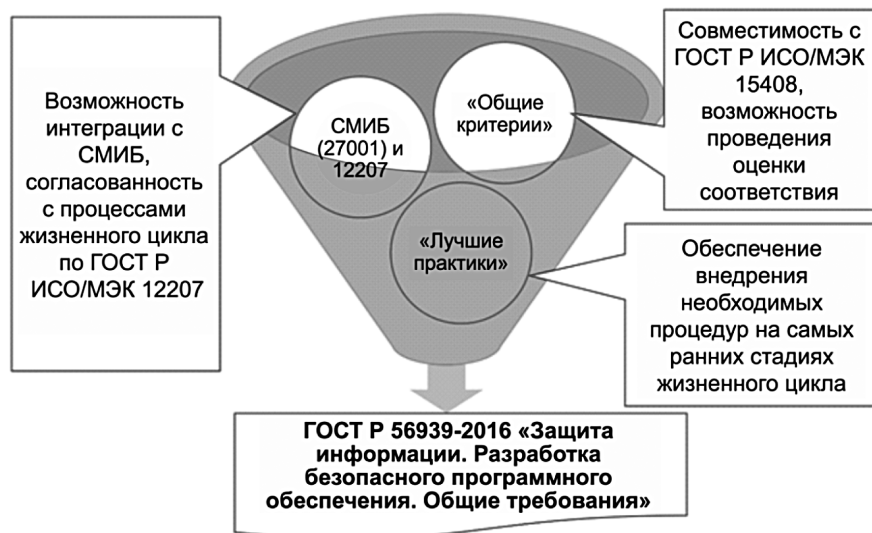 Возможность
интеграции с
СМИБ,
согласованность
с процессами
жизненного цикла
по ГОСТ Р
ИСО/МЭК 12207
СМИБ
(27001) и
12207
«Общие
критерии»
«Лучшие
практики»
Совместимость с
ГОСТ Р ИСО/МЭК
15408,
возможность
проведения
оценки
соответствия
Обеспечение
внедрения
необходимых
процедур на самых
ранних стадиях
жизненного цикла
ГОСТ Р 56939-2016 «Защита
информации. Разработка
безопасного программного
обеспечения. Общие требования»